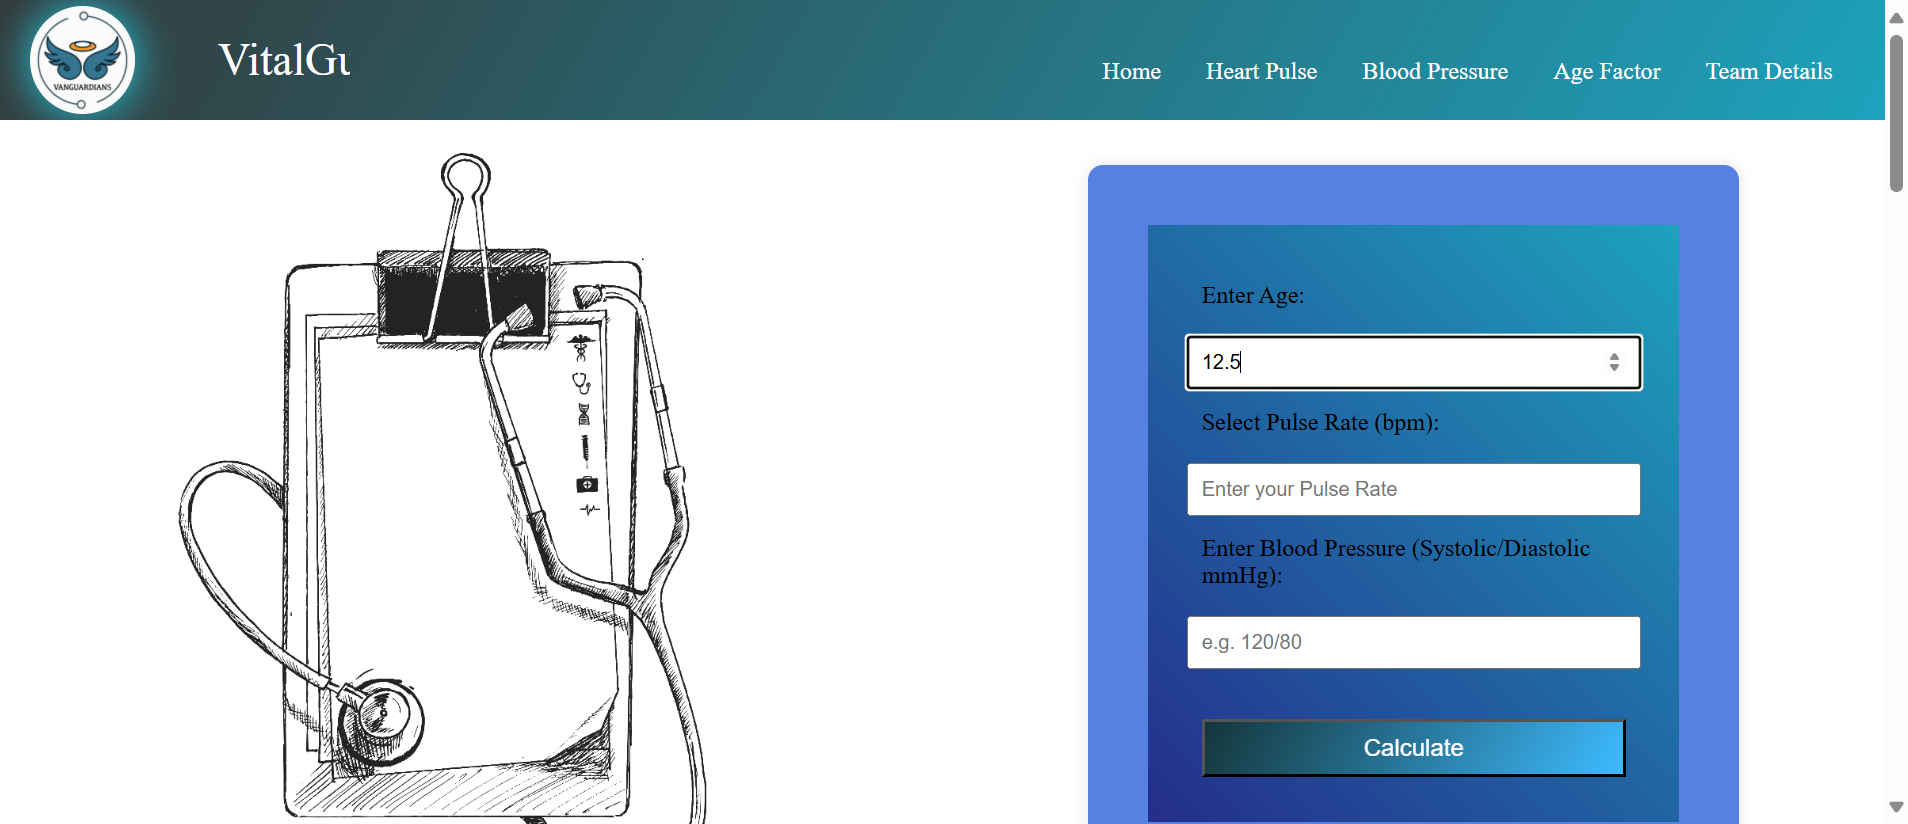 VANGUARDIANS
VitalGu
Home Heart Pulse Blood Pressure Age Factor Team Details
Enter Age:
12.5
Select Pulse Rate (bpm):
Enter your Pulse Rate
Enter Blood Pressure (Systolic/Diastolic
mmHg):
e.g. 120/80
Calculate